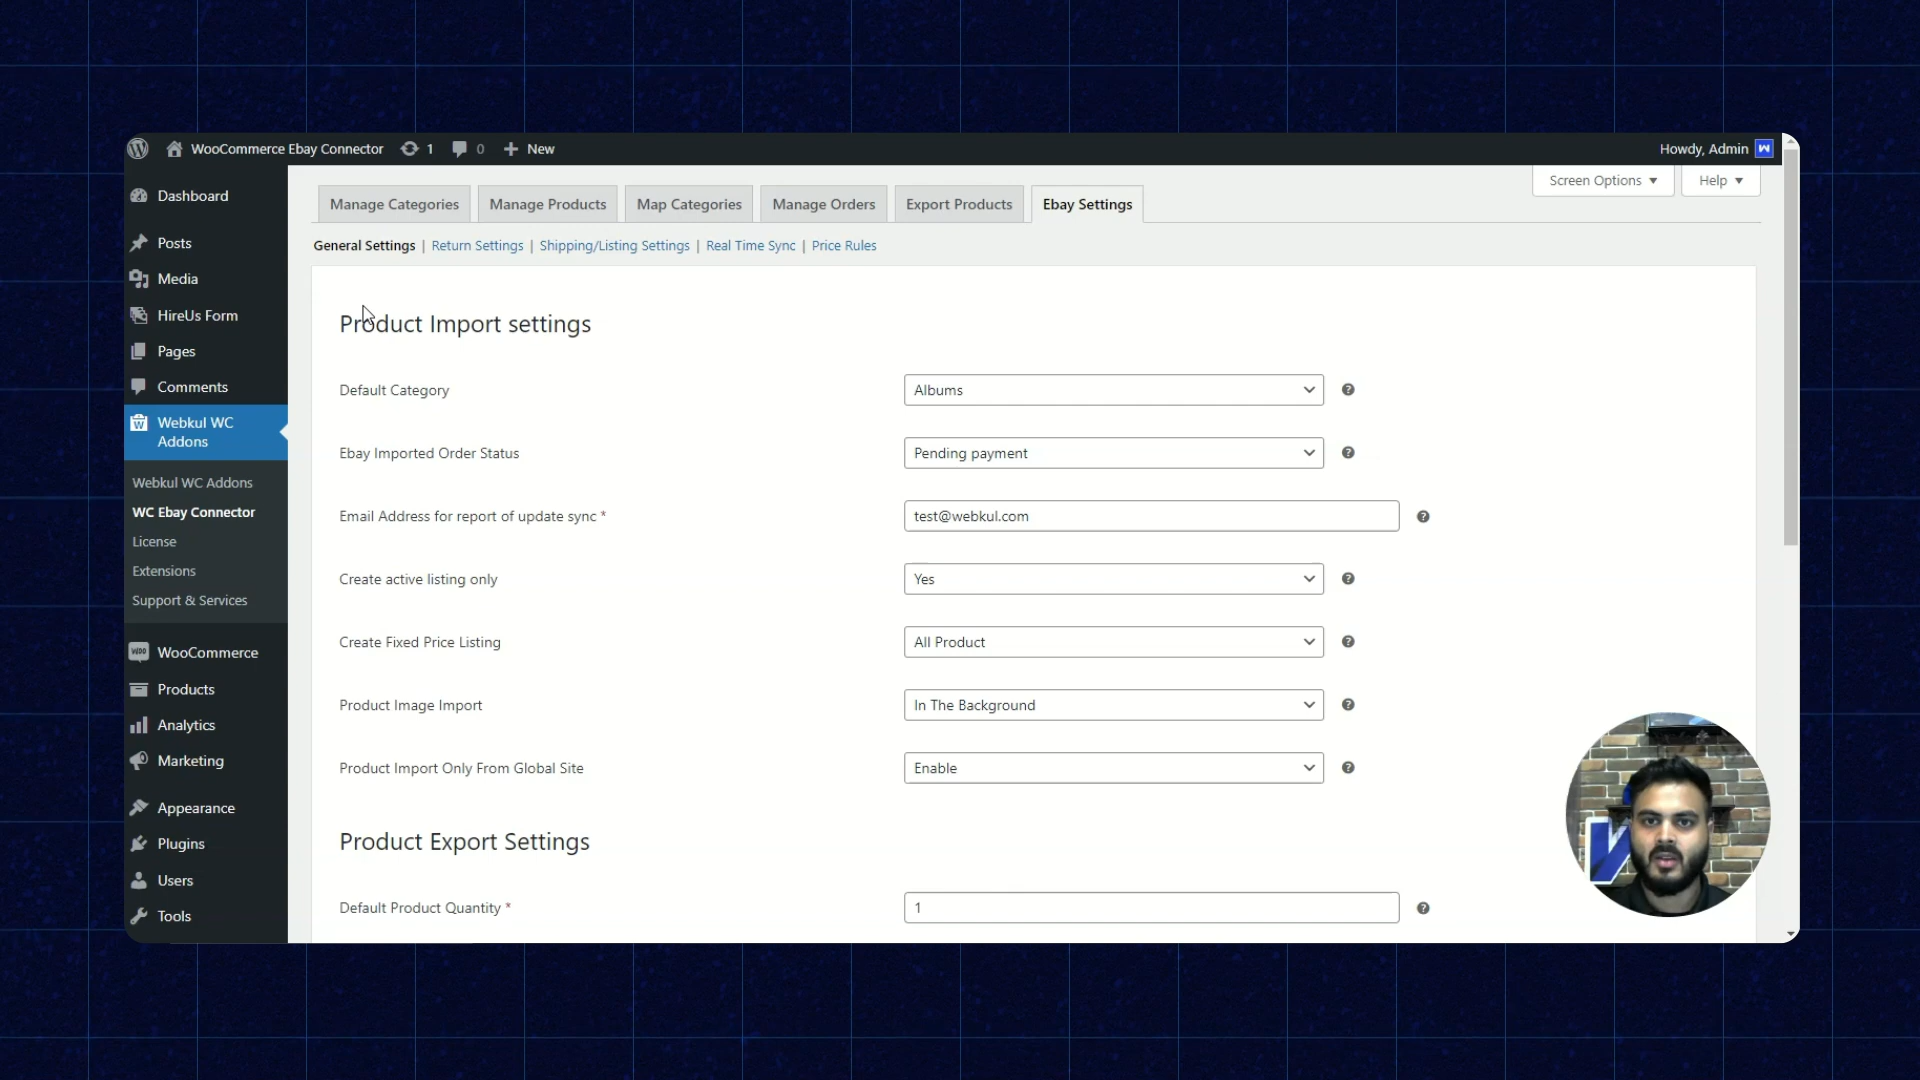 WooCommerce Ebay Connector 1 0 New Howdy, Admin
Screen Options Help
Dashboard
Posts
Media
HireUs Form
Pages
Comments
Webkul WC
Addons
Webkul WC Addons
WC Ebay Connector
License
Extensions
Support & Services
WooCommerce
Products
Analytics
Marketing
Appearance
Plugins
Users
Tools
Manage Categories Manage Products Map Categories Manage Orders Export Products Ebay Settings
General Settings | Return Settings | Shipping/Listing Settings | Real Time Sync | Price Rules
Product Import settings
Default Category Albums
Ebay Imported Order Status Pending payment
Email Address for report of update sync * test@webkul.com
Create active listing only Yes
Create Fixed Price Listing All Product
Product Image Import In The Background
Product Import Only From Global Site Enable
Product Export Settings
Default Product Quantity * 1